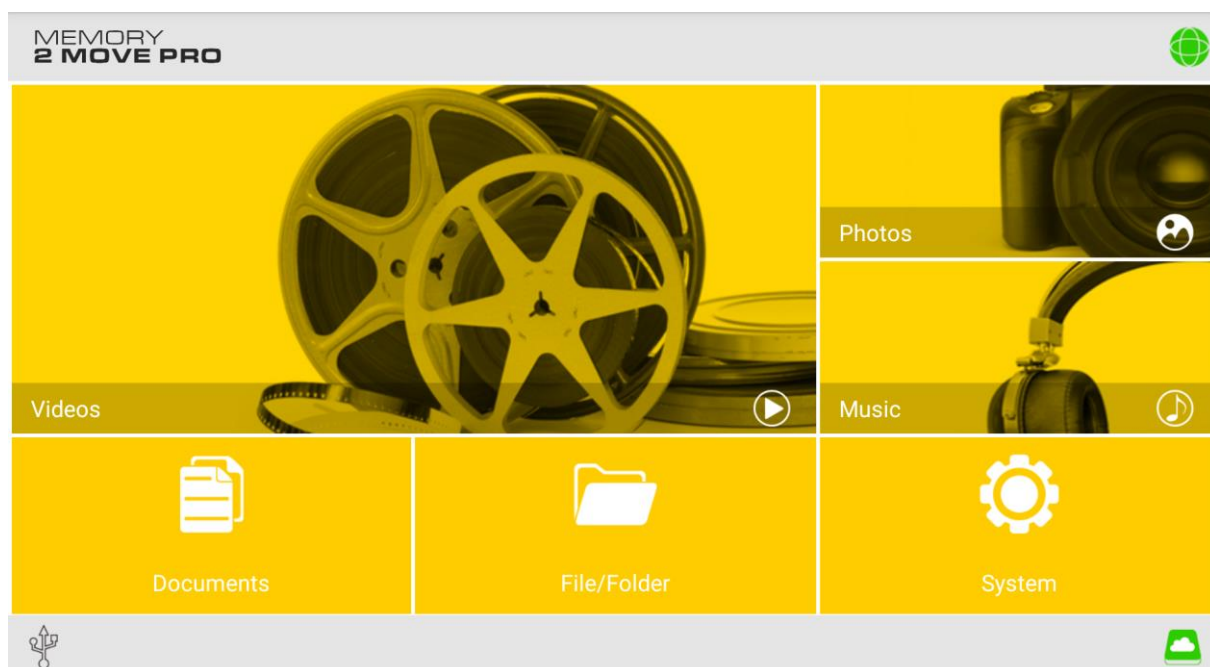 MEMORY
2 MOVE PRO
Photos
Videos
Music
Documents
File/Folder
System